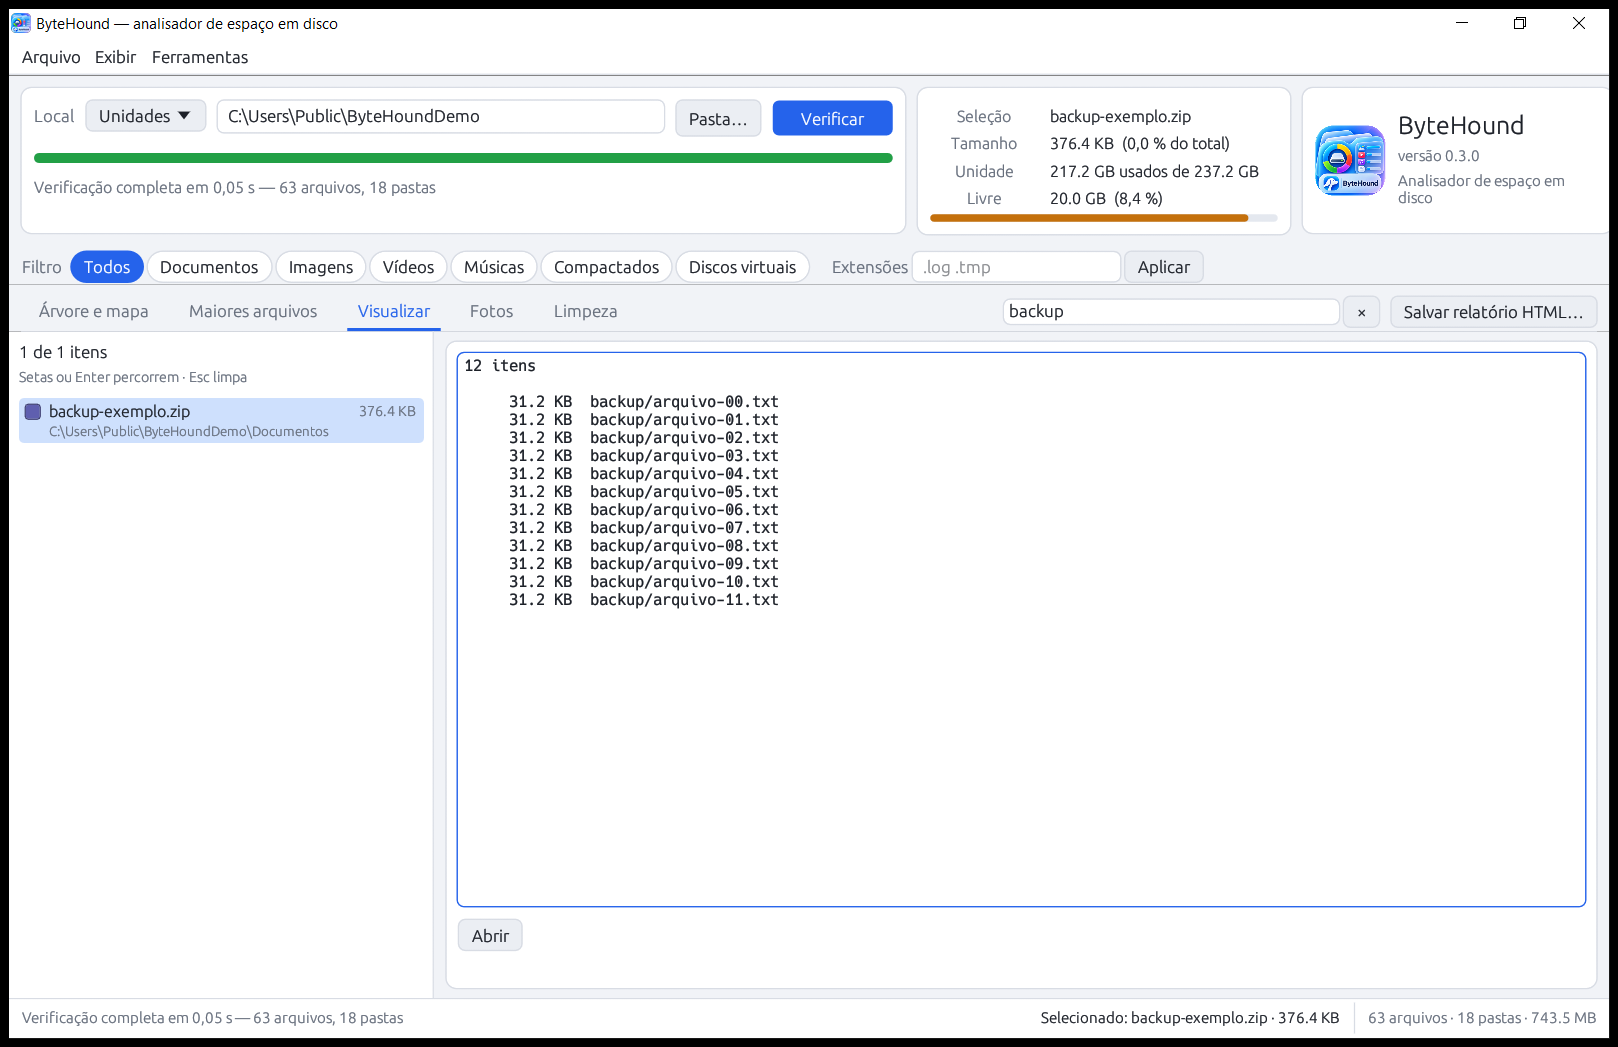 ByteHound — analisador de espaço em disco
Arquivo Exibir Ferramentas
Local Unidades ▼ C:\Users\Public\ByteHoundDemo Pasta... Verificar
Verificação completa em 0,05 s — 63 arquivos, 18 pastas
Seleção backup-exemplo.zip
Tamanho 376.4 KB (0,0 % do total)
Unidade 217.2 GB usados de 237.2 GB
Livre 20.0 GB (8,4 %)
ByteHound
ByteHound
versão 0.3.0
Analisador de espaço em
disco
Filtro Todos Documentos Imagens Vídeos Músicas Compactados Discos virtuais Extensões .log .tmp Aplicar
Árvore e mapa Maiores arquivos Visualizar Fotos Limpeza backup × Salvar relatório HTML...
1 de 1 itens
Setas ou Enter percorrem · Esc limpa
backup-exemplo.zip 376.4 KB
C:\Users\Public\ByteHoundDemo\Documentos
12 itens
31.2 KB backup/arquivo-00.txt
31.2 KB backup/arquivo-01.txt
31.2 KB backup/arquivo-02.txt
31.2 KB backup/arquivo-03.txt
31.2 KB backup/arquivo-04.txt
31.2 KB backup/arquivo-05.txt
31.2 KB backup/arquivo-06.txt
31.2 KB backup/arquivo-07.txt
31.2 KB backup/arquivo-08.txt
31.2 KB backup/arquivo-09.txt
31.2 KB backup/arquivo-10.txt
31.2 KB backup/arquivo-11.txt
Abrir
Verificação completa em 0,05 s — 63 arquivos, 18 pastas
Selecionado: backup-exemplo.zip · 376.4 KB
63 arquivos · 18 pastas · 743.5 MB